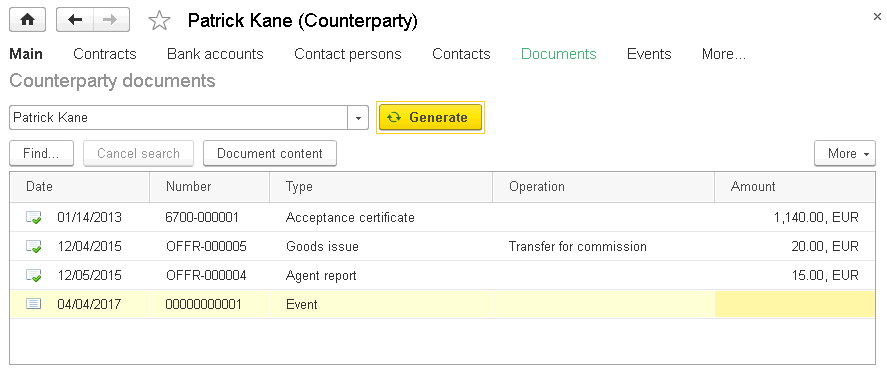 Patrick Kane (Counterparty)
Main Contracts Bank accounts Contact persons Contacts Documents Events More...
Counterparty documents
Patrick Kane Generate
Find... Cancel search Document content More
Date Number Type Operation Amount
01/14/2013 6700-000001 Acceptance certificate 1,140.00, EUR
12/04/2015 OFFR-000005 Goods issue Transfer for commission 20.00, EUR
12/05/2015 OFFR-000004 Agent report 15.00, EUR
04/04/2017 00000000001 Event